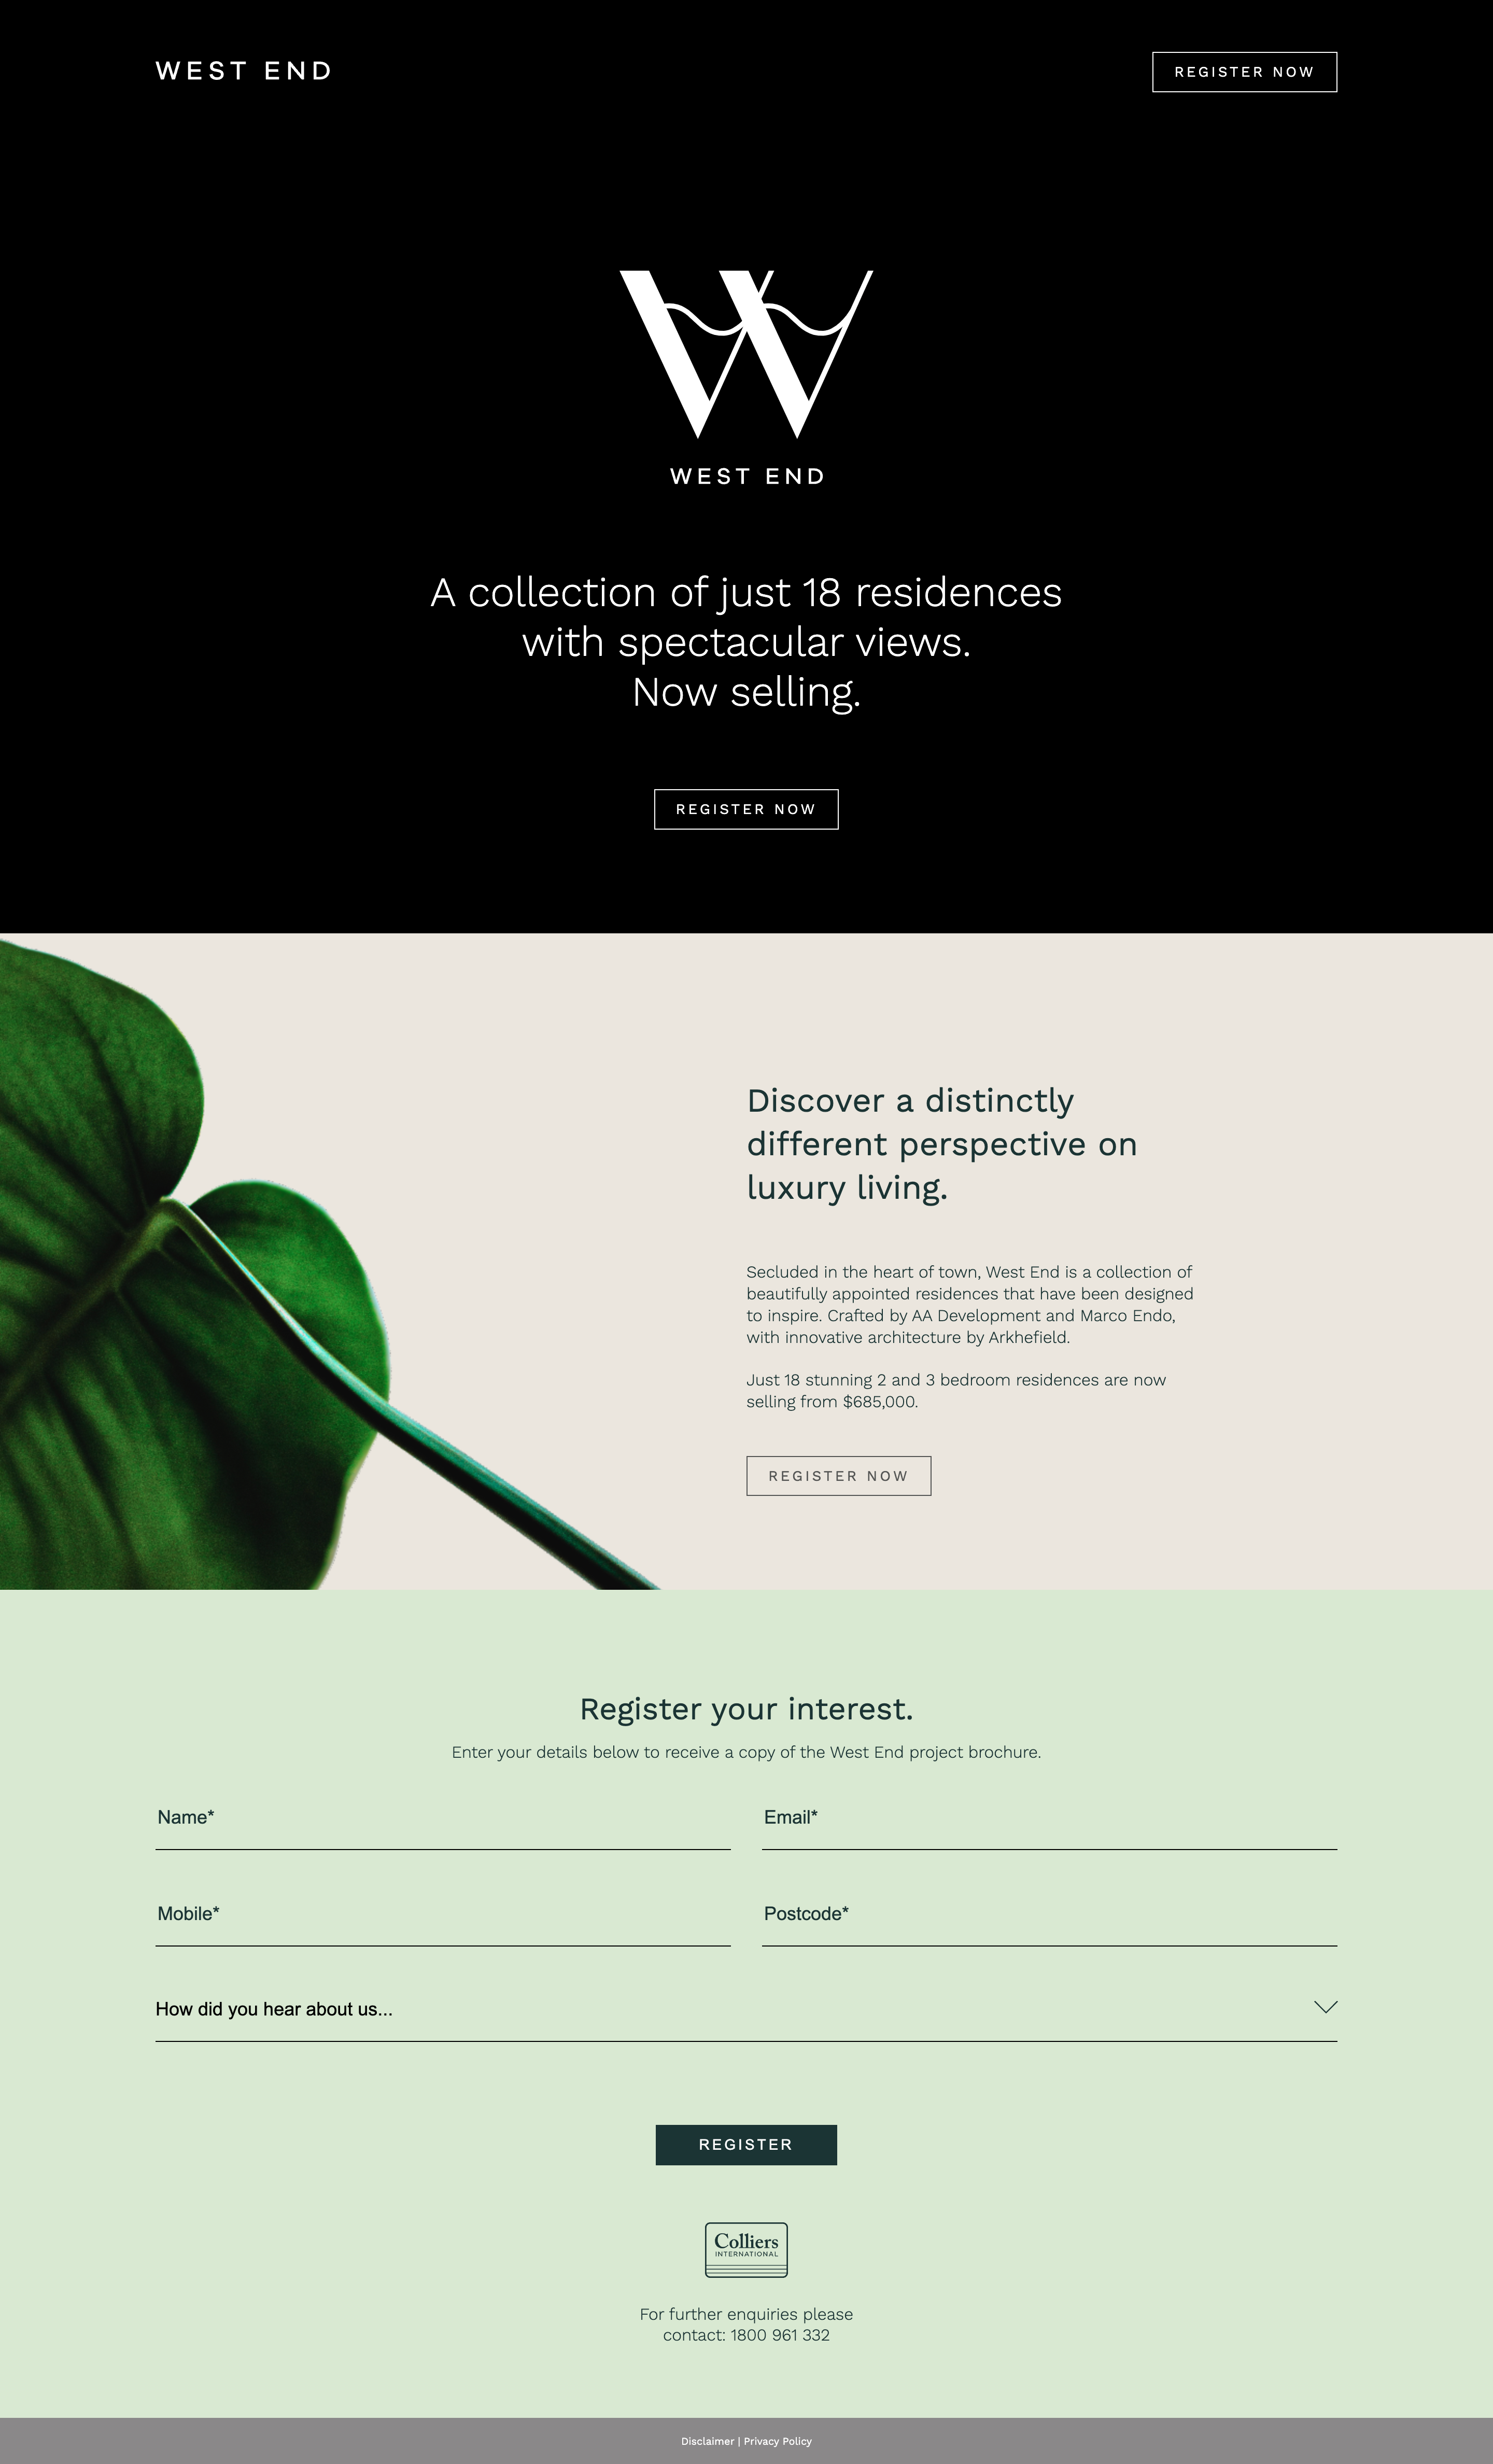 WEST END
REGISTER NOW
W
WEST END
A collection of just 18 residences
with spectacular views.
Now selling.
REGISTER NOW
Discover a distinctly
different perspective on
luxury living.
Secluded in the heart of town, West End is a collection of
beautifully appointed residences that have been designed
to inspire. Crafted by AA Development and Marco Endo,
with innovative architecture by Arkhefield.
Just 18 stunning 2 and 3 bedroom residences are now
selling from $685,000.
REGISTER NOW
Register your interest.
Enter your details below to receive a copy of the West End project brochure.
Name*
Email*
Mobile*
Postcode*
How did you hear about us...
REGISTER
Colliers
INTERNATIONAL
For further enquiries please
contact: 1800 961 332
Disclaimer | Privacy Policy